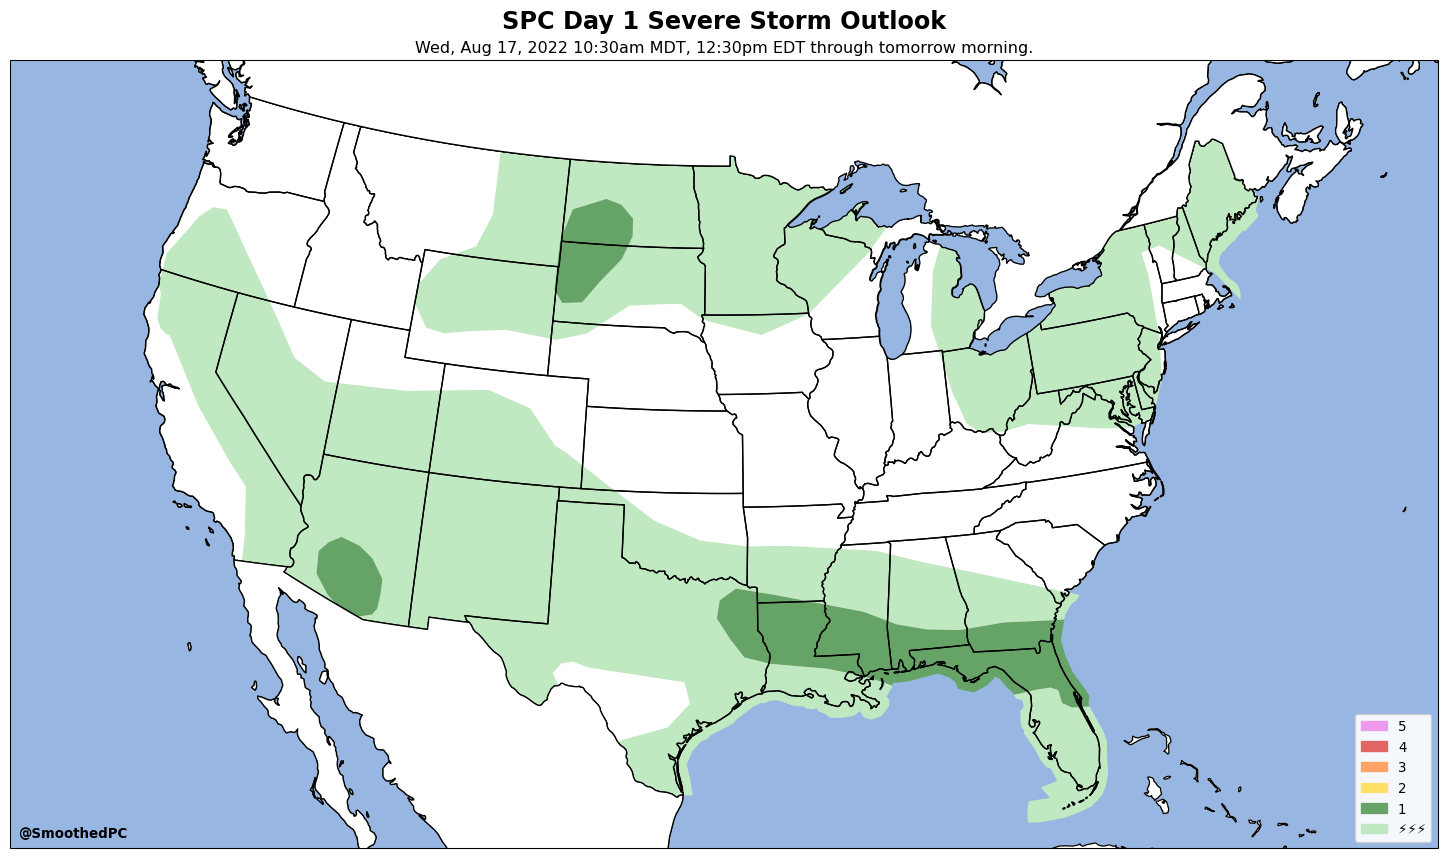 SPC Day 1 Severe Storm Outlook
Wed, Aug 17, 2022 10:30am MDT, 12:30pm EDT through tomorrow morning.
5
4
3
2
1
⚡⚡⚡
@SmoothedPC